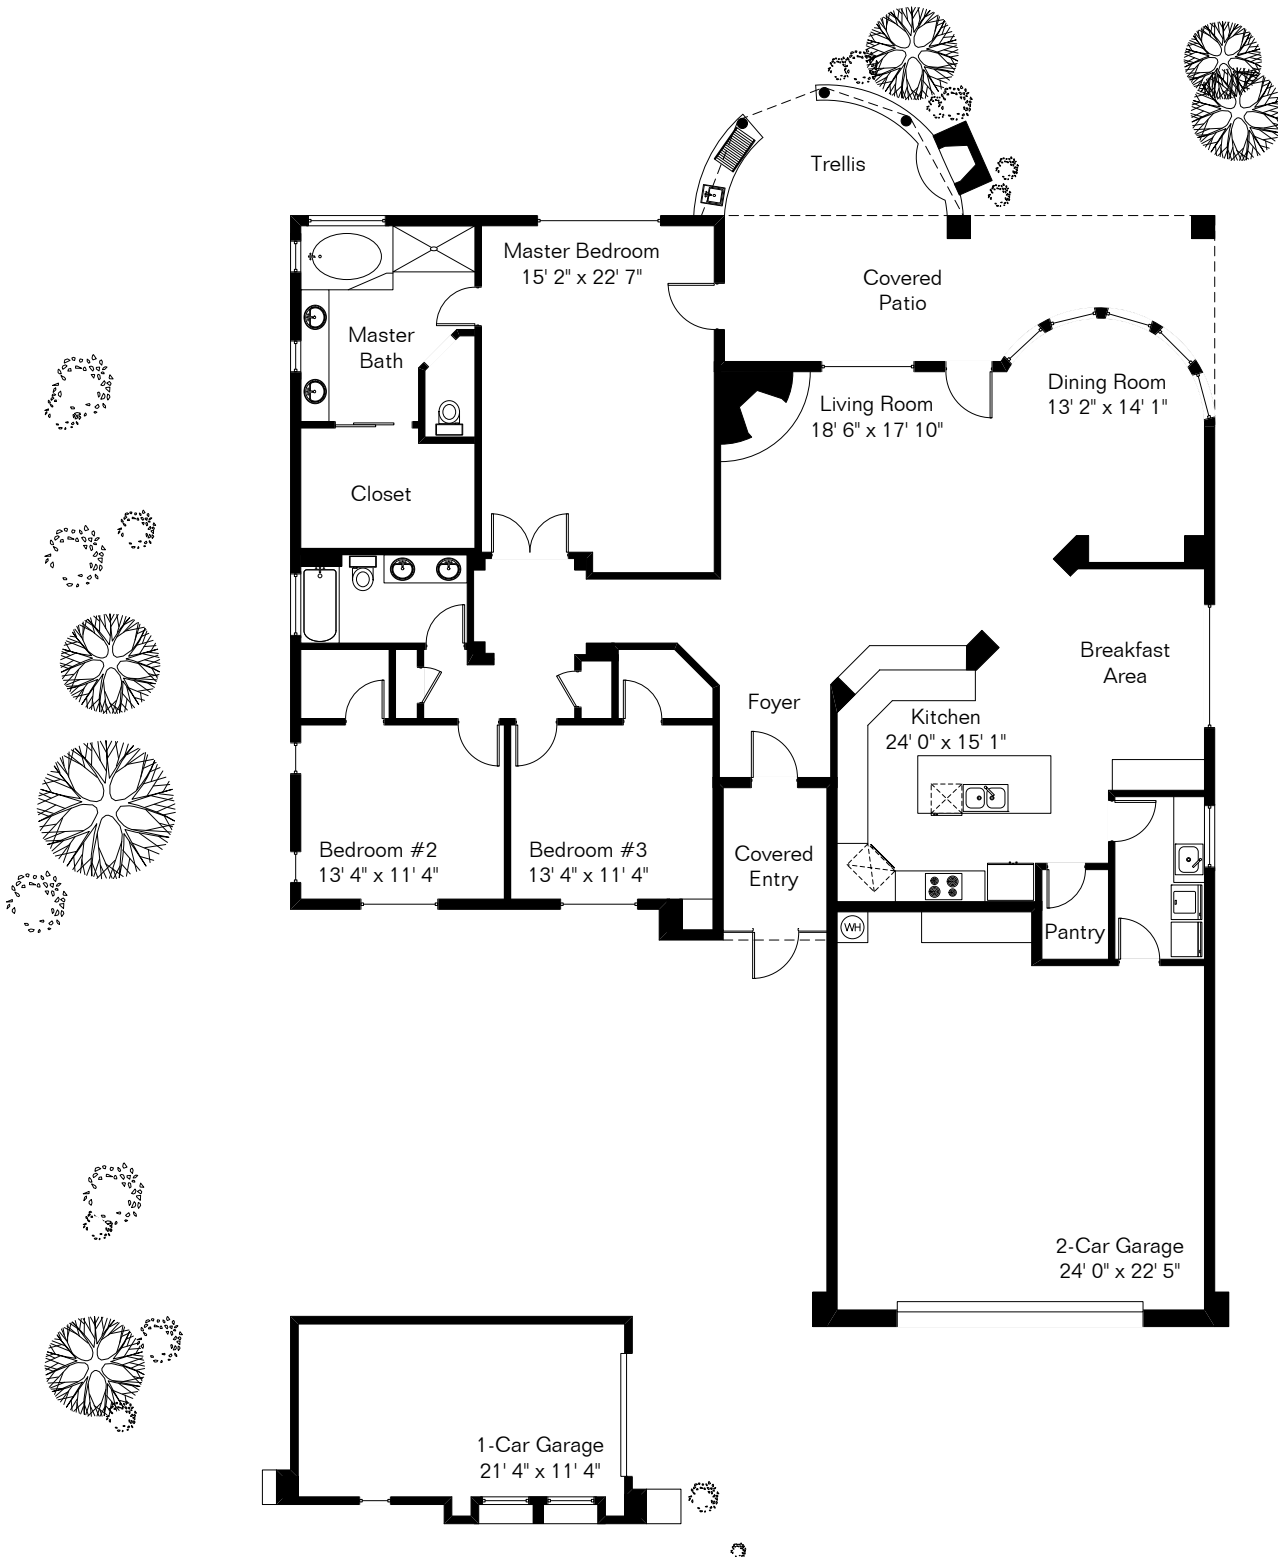 Trellis
Master Bedroom
15' 2" x 22' 7"
Covered
Patio
Master
Bath
Dining Room
13' 2" x 14' 1"
Living Room
18' 6" x 17' 10"
Closet
Breakfast
Area
Foyer
Kitchen
24' 0" x 15' 1"
Bedroom #2
13' 4" x 11' 4"
Bedroom #3
13' 4" x 11' 4"
Covered
Entry
WH
Pantry
2-Car Garage
24' 0" x 22' 5"
1-Car Garage
21' 4" x 11' 4"